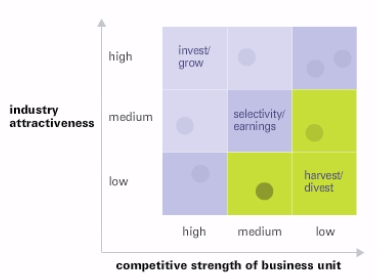 high
invest/
grow
industry
attractiveness
medium
selectivity/
earnings
low
harvest/
divest
high
medium
low
competitive strength of business unit